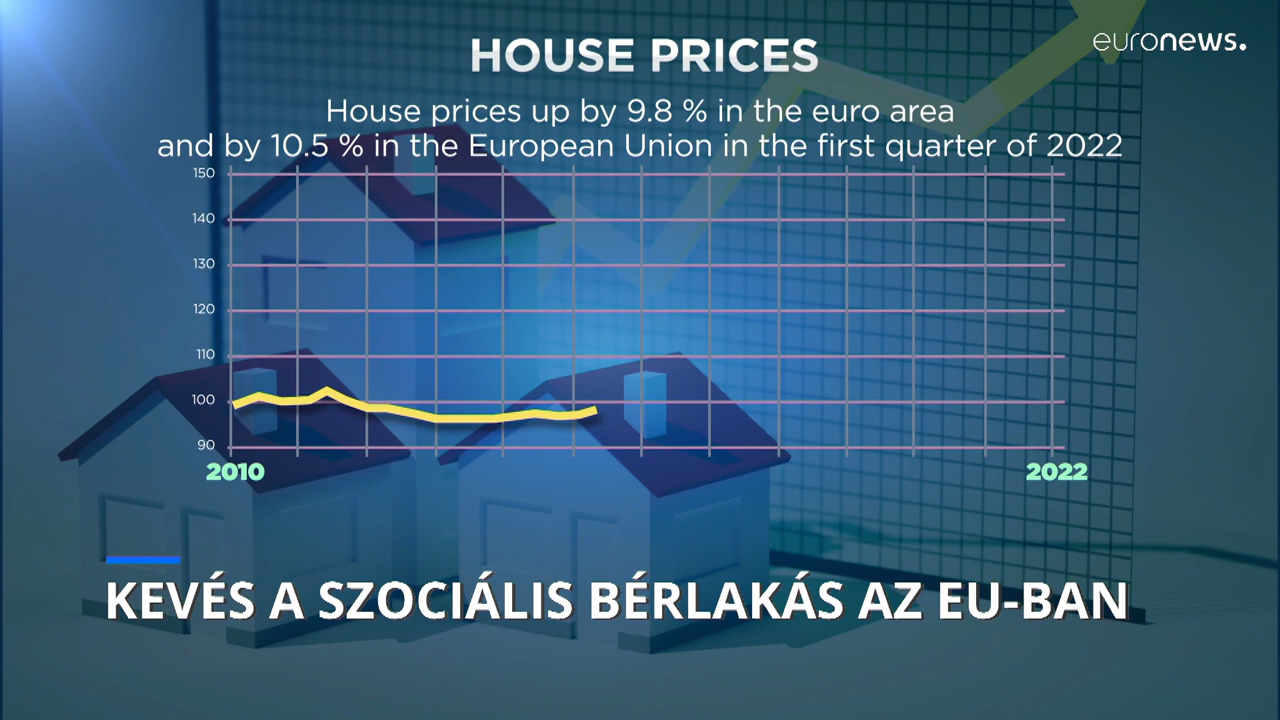 euronews.
HOUSE PRICES
House prices up by 9.8 % in the euro area
and by 10.5 % in the European Union in the first quarter of 2022
150
140
130
120
110
100
90
2010 2022
KEVÉS A SZOCIÁLIS BÉRLAKÁS AZ EU-BAN